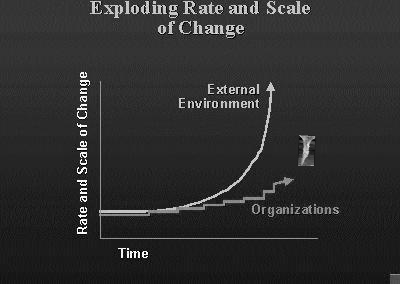 Exploding Rate and Scale
of Change
External
Environment
Rate and Scale of Change
Organizations
Time